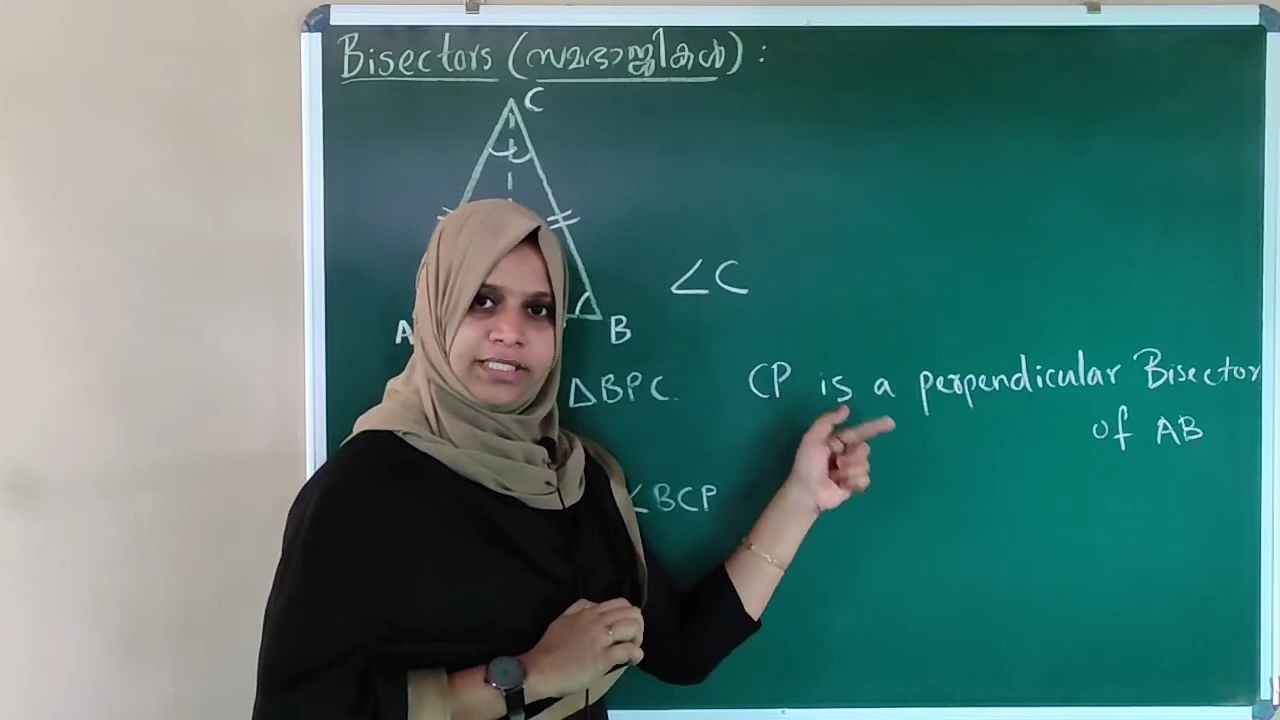 Bisectors (സമഭാജികൾ) :
C
A
B
∠C
ΔBPC.
CP is a perpendicular Bisector
of AB
∠BCP